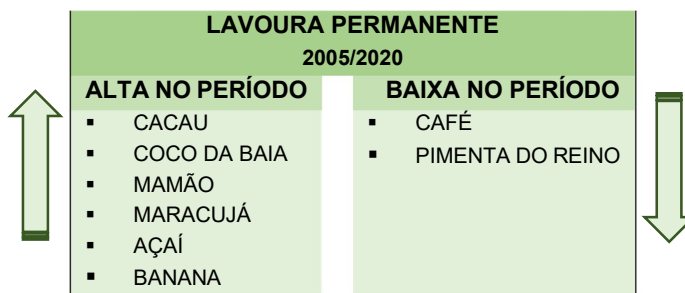 LAVOURA PERMANENTE
2005/2020
ALTA NO PERÍODO
▪ CACAU
▪ COCO DA BAIA
▪ MAMÃO
▪ MARACUJÁ
▪ AÇAÍ
▪ BANANA
BAIXA NO PERÍODO
▪ CAFÉ
▪ PIMENTA DO REINO